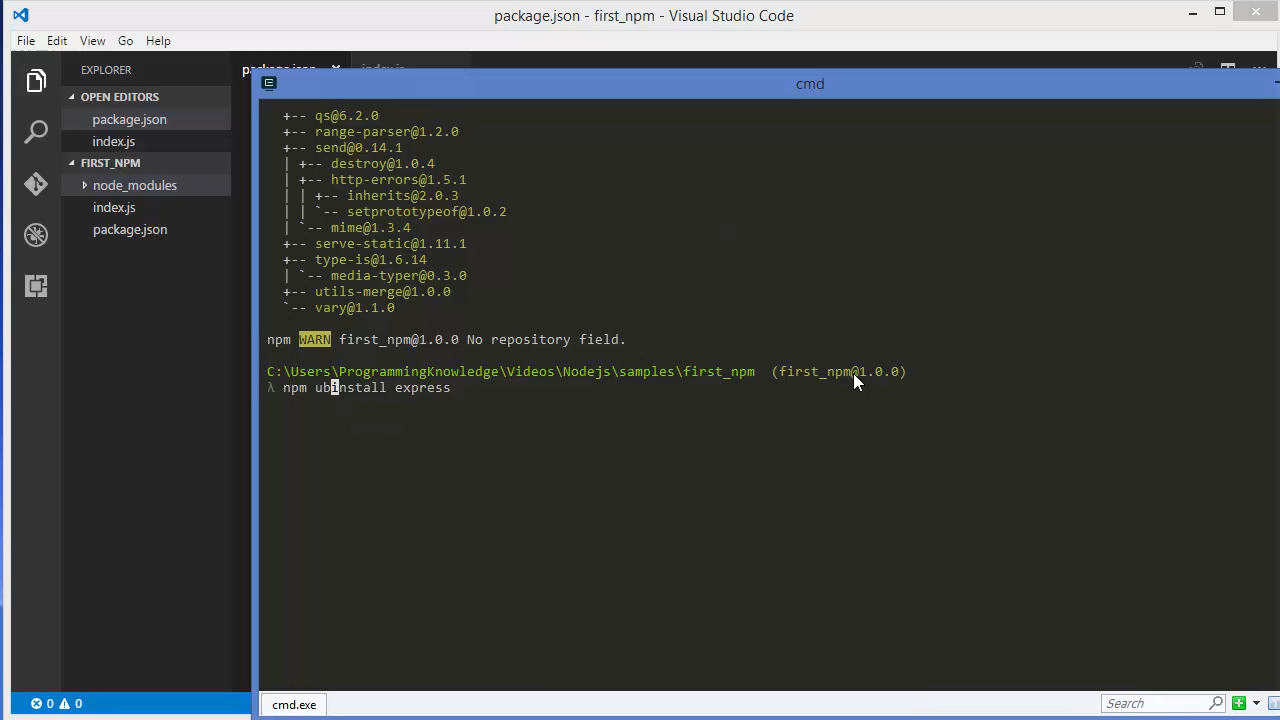 package.json - first_npm - Visual Studio Code
File Edit View Go Help
EXPLORER
OPEN EDITORS
package.json
index.js
FIRST_NPM
node_modules
index.js
package.json
package.json index.js
cmd
+-- qs@6.2.0
+-- range-parser@1.2.0
+-- send@0.14.1
| +-- destroy@1.0.4
| +-- http-errors@1.5.1
| | +-- inherits@2.0.3
| | `-- setprototypeof@1.0.2
| `-- mime@1.3.4
+-- serve-static@1.11.1
+-- type-is@1.6.14
| `-- media-typer@0.3.0
+-- utils-merge@1.0.0
`-- vary@1.1.0
npm WARN first_npm@1.0.0 No repository field.
C:\Users\ProgrammingKnowledge\Videos\Nodejs\samples\first_npm (first_npm@1.0.0)
λ npm ubinstall express
cmd.exe
Search
0 0